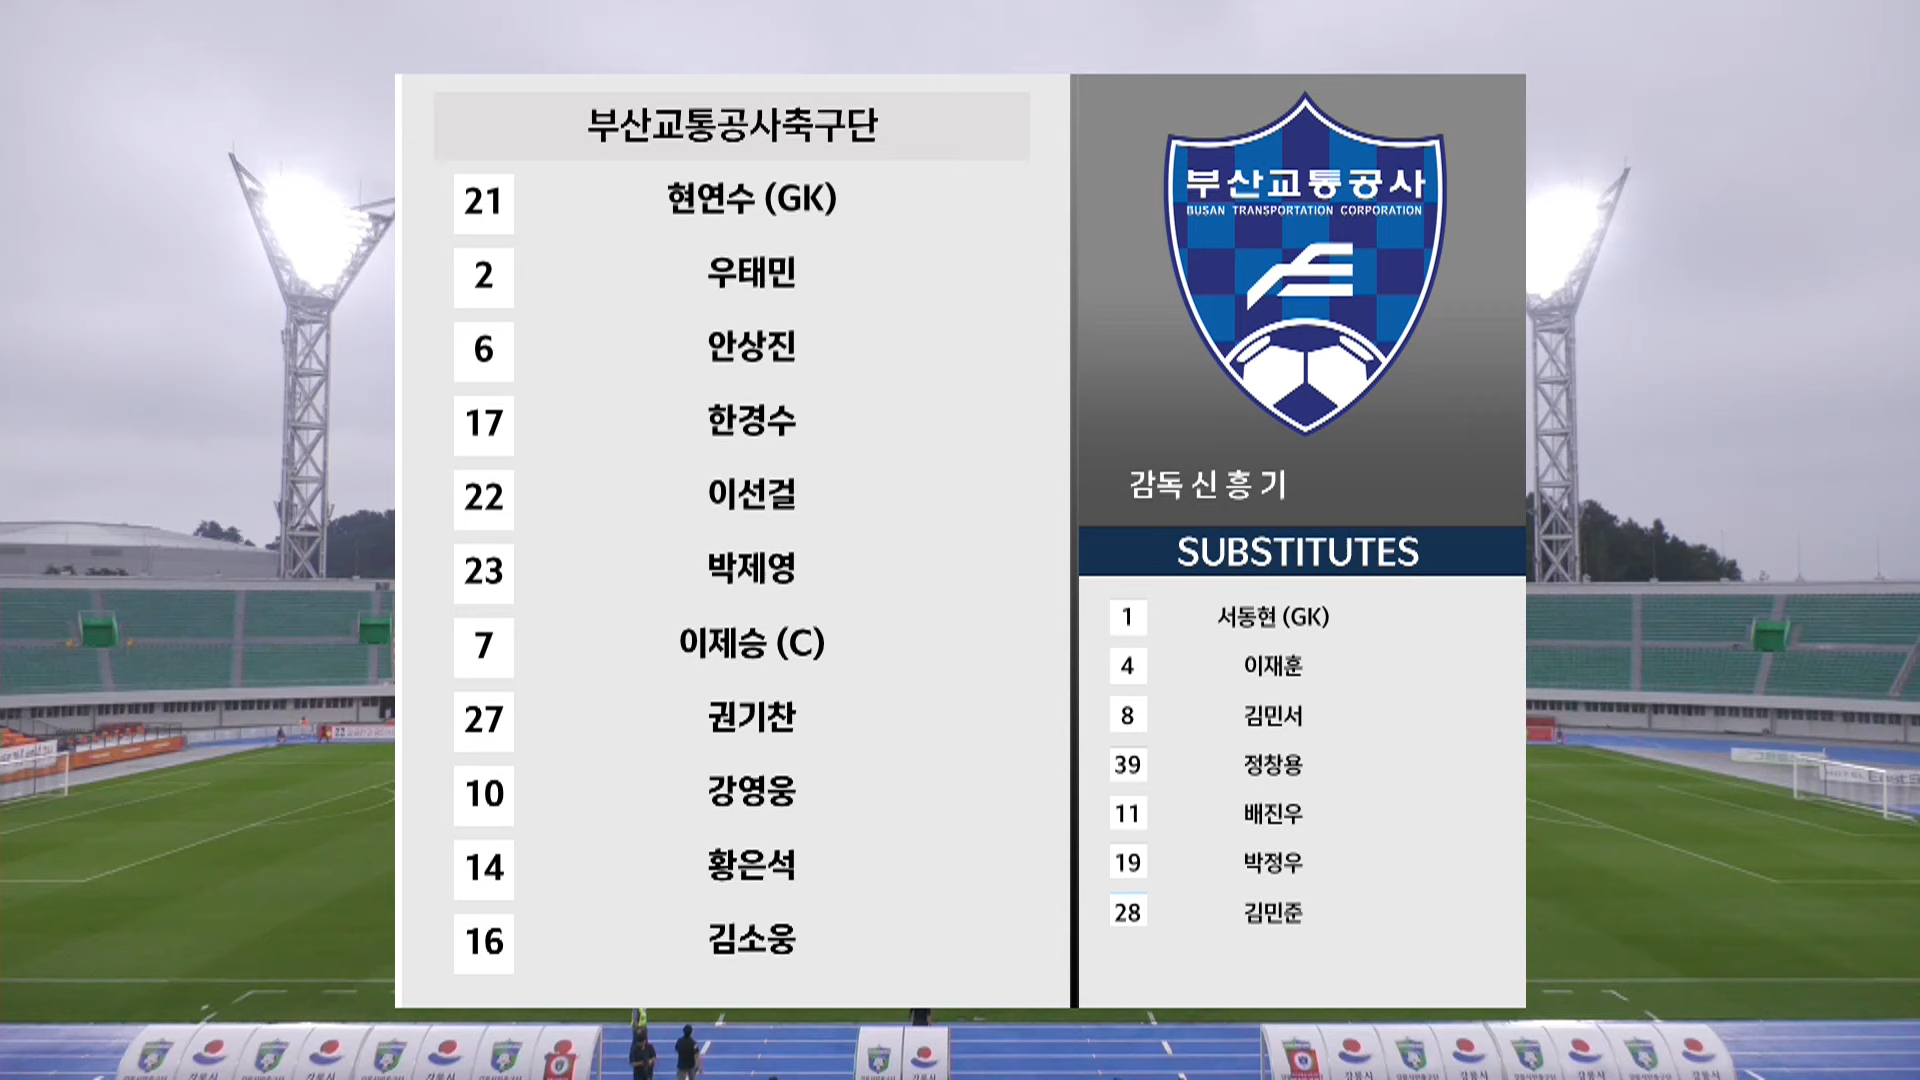 부산교통공사축구단
21 현연수 (GK)
2 우태민
6 안상진
17 한경수
22 이선걸
23 박제영
7 이제승 (C)
27 권기찬
10 강영웅
14 황은석
16 김소웅
부산교통공사
BUSAN TRANSPORTATION CORPORATION
감독 신 흥 기
SUBSTITUTES
1 서동현 (GK)
4 이재훈
8 김민서
39 정창용
11 배진우
19 박정우
28 김민준